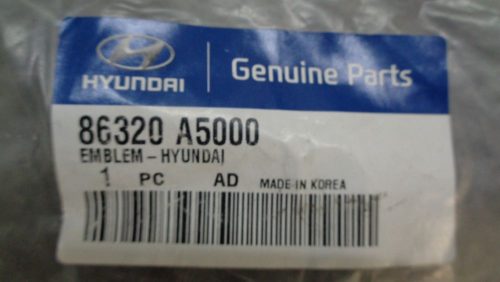 HYUNDAI
Genuine Parts
86320 A5000
EMBLEM-HYUNDAI
1 PC AD MADE IN KOREA